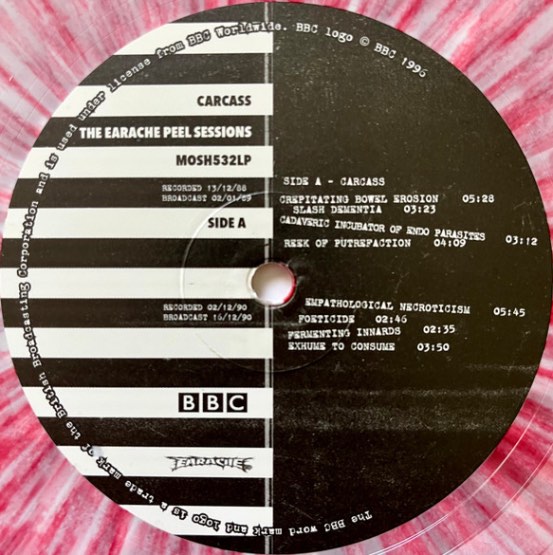 The BBC word mark and logo is a trade mark of the British Broadcasting Corporation and is used under license from BBC Worldwide. BBC logo © BBC 1996
CARCASS
THE EARACHE PEEL SESSIONS
MOSH532LP
RECORDED 13/12/88
BROADCAST 02/01/89
SIDE A
RECORDED 02/12/90
BROADCAST 16/12/90
BBC
EARACHE
SIDE A - CARCASS
CREPITATING BOWEL EROSION 05:28
SLASH DEMENTIA 03:23
CADAVERIC INCUBATOR OF ENDO PARASITES 03:12
REEK OF PUTREFACTION 04:09
EMPATHOLOGICAL NECROTICISM 05:45
FOETICIDE 02:46
FERMENTING INNARDS 02:35
EXHUME TO CONSUME 03:50